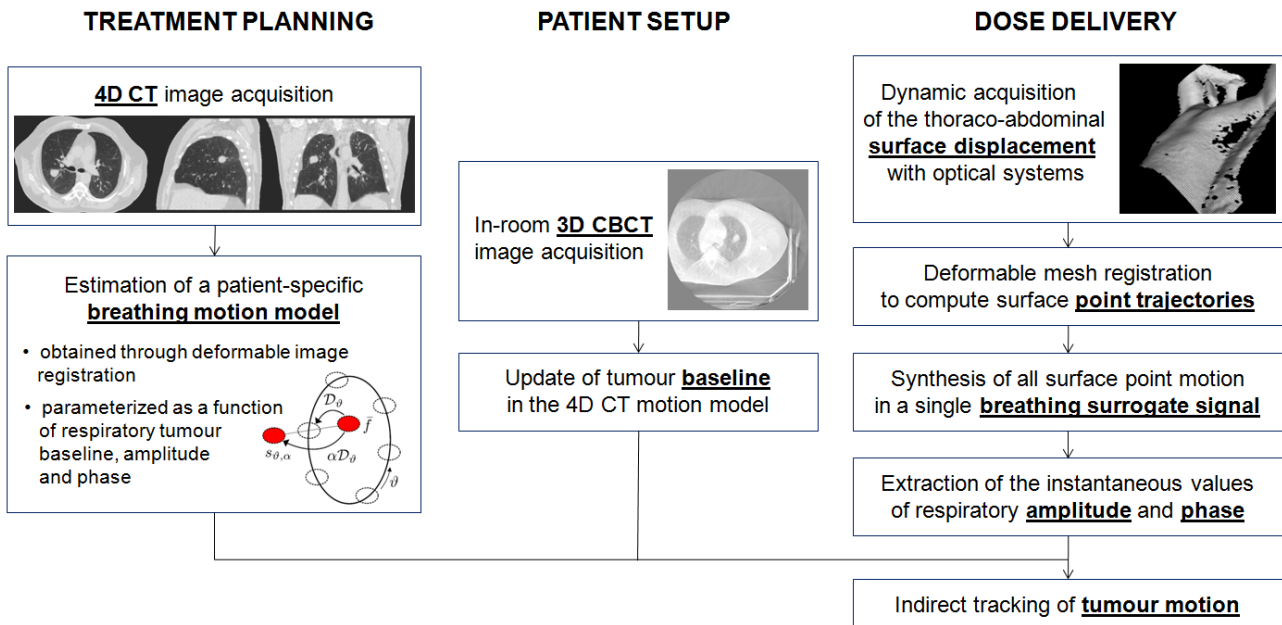 TREATMENT PLANNING
4D CT image acquisition
Estimation of a patient-specific
breathing motion model
• obtained through deformable image
registration
• parameterized as a function
of respiratory tumour
baseline, amplitude
and phase
𝒟_ϑ
f̄
s_ϑ,α
α𝒟_ϑ
ϑ
PATIENT SETUP
In-room 3D CBCT
image acquisition
Update of tumour baseline
in the 4D CT motion model
DOSE DELIVERY
Dynamic acquisition
of the thoraco-abdominal
surface displacement
with optical systems
Deformable mesh registration
to compute surface point trajectories
Synthesis of all surface point motion
in a single breathing surrogate signal
Extraction of the instantaneous values
of respiratory amplitude and phase
Indirect tracking of tumour motion